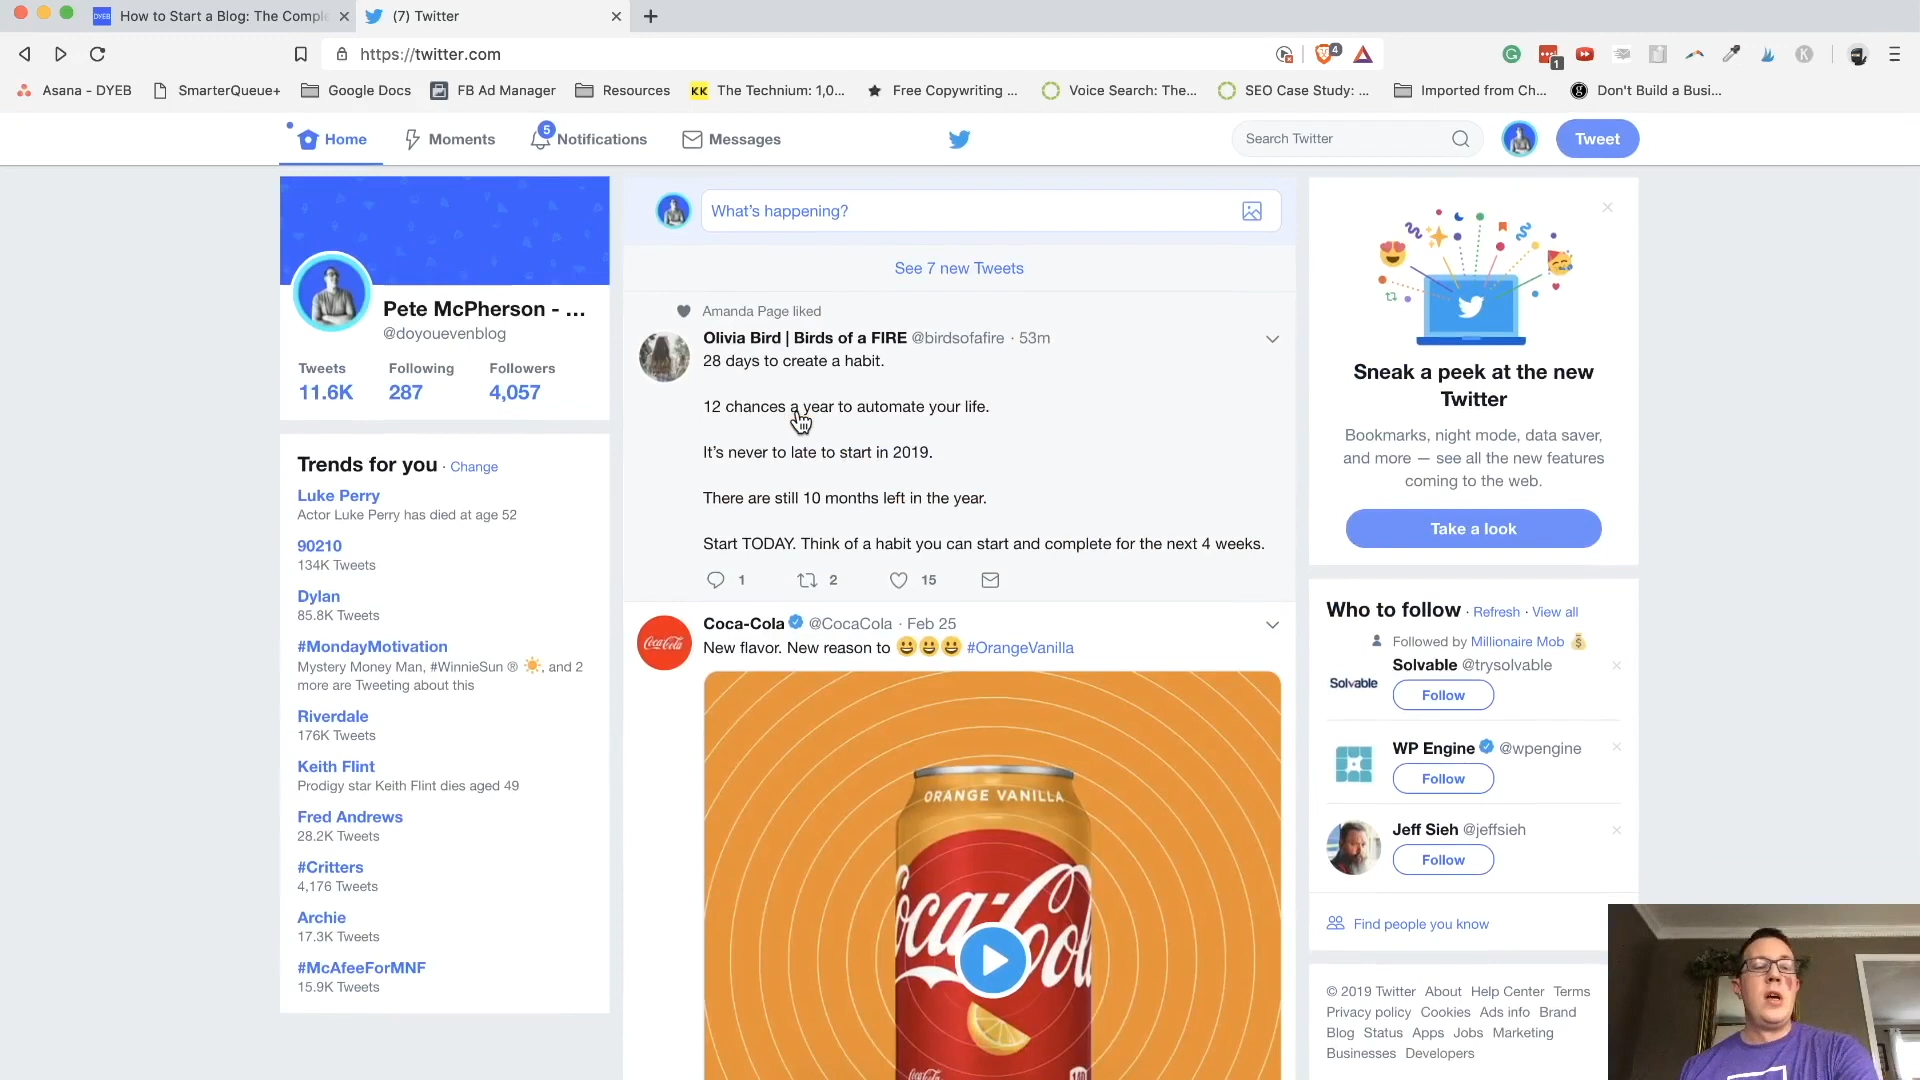 DYEB How to Start a Blog: The Comple
(7) Twitter
https://twitter.com
4
1
K
Asana - DYEB
SmarterQueue+
Google Docs
FB Ad Manager
Resources
KK The Technium: 1,0...
Free Copywriting ...
Voice Search: The...
SEO Case Study: ...
Imported from Ch...
Don't Build a Busi...
Home
Moments
5
Notifications
Messages
Search Twitter
Tweet
Pete McPherson - ...
@doyouevenblog
Tweets Following Followers
11.6K 287 4,057
Trends for you · Change
Luke Perry
Actor Luke Perry has died at age 52
90210
134K Tweets
Dylan
85.8K Tweets
#MondayMotivation
Mystery Money Man, #WinnieSun ® ☀️, and 2
more are Tweeting about this
Riverdale
176K Tweets
Keith Flint
Prodigy star Keith Flint dies aged 49
Fred Andrews
28.2K Tweets
#Critters
4,176 Tweets
Archie
17.3K Tweets
#McAfeeForMNF
15.9K Tweets
What's happening?
See 7 new Tweets
Amanda Page liked
Olivia Bird | Birds of a FIRE @birdsofafire · 53m
28 days to create a habit.
12 chances a year to automate your life.
It's never to late to start in 2019.
There are still 10 months left in the year.
Start TODAY. Think of a habit you can start and complete for the next 4 weeks.
1 2 15
Coca-Cola @CocaCola · Feb 25
New flavor. New reason to 😀😀😀 #OrangeVanilla
Coca-Cola
ORANGE VANILLA
Coca-Cola
Sneak a peek at the new
Twitter
Bookmarks, night mode, data saver,
and more — see all the new features
coming to the web.
Take a look
Who to follow · Refresh · View all
Followed by Millionaire Mob 💰
Solvable @trysolvable
Solvable
Follow
WP Engine @wpengine
Follow
Jeff Sieh @jeffsieh
Follow
Find people you know
© 2019 Twitter About Help Center Terms
Privacy policy Cookies Ads info Brand
Blog Status Apps Jobs Marketing
Businesses Developers